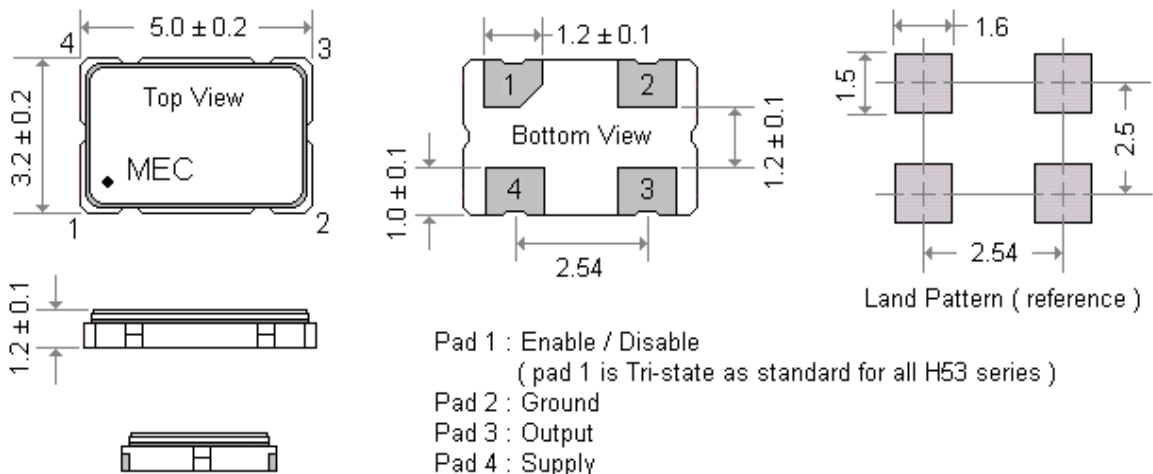 5.0 ± 0.2
4
3
3.2 ± 0.2
Top View
MEC
1
2
1.2 ± 0.1
1.2 ± 0.1
1
2
Bottom View
1.2 ± 0.1
1.0 ± 0.1
4
3
2.54
1.6
1.5
2.5
2.54
Land Pattern ( reference )
Pad 1 : Enable / Disable
( pad 1 is Tri-state as standard for all H53 series )
Pad 2 : Ground
Pad 3 : Output
Pad 4 : Supply